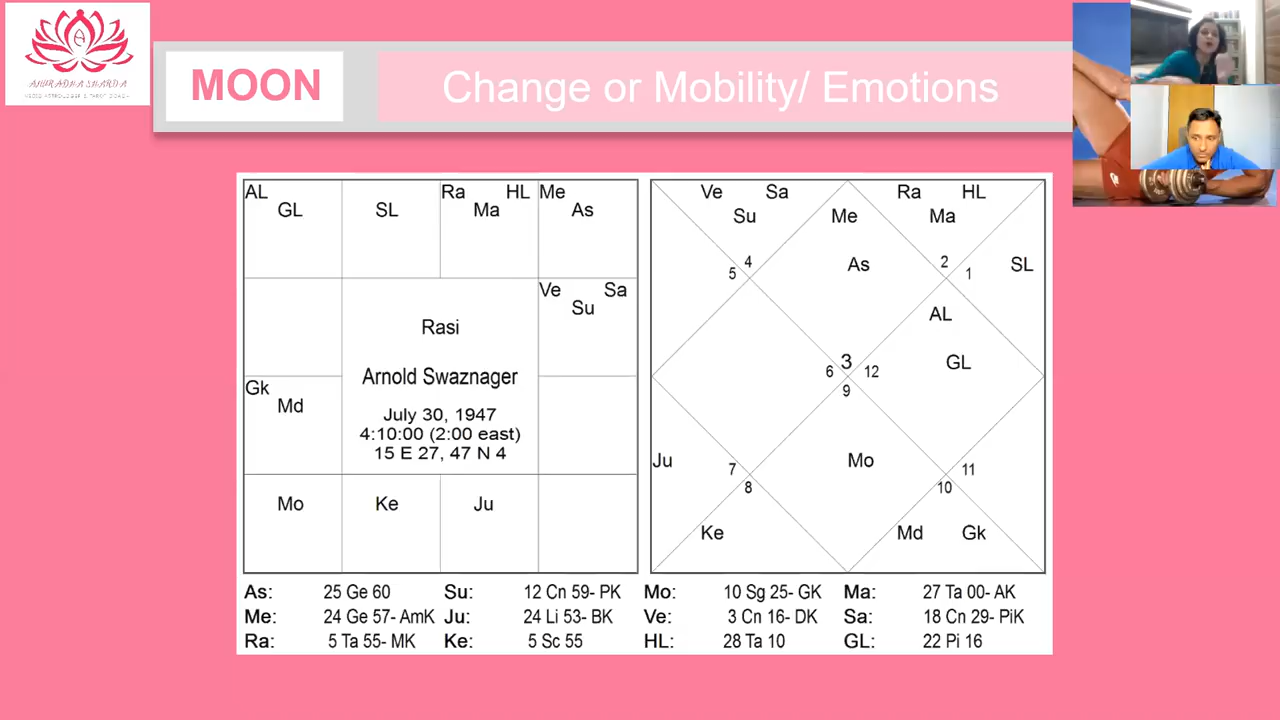 ANURADHA SHARDA
MOON
Change or Mobility/ Emotions
AL
GL
SL
Ra HL
Ma
Me
As
Ve Sa
Su
Rasi
Arnold Swaznager
July 30, 1947
4:10:00 (2:00 east)
15 E 27, 47 N 4
Gk
Md
Mo
Ke
Ju
Ve Sa
Su
Me
Ra HL
Ma
4
5
As
2
1
SL
AL
3
6
12
9
GL
Ju
7
8
Mo
11
10
Ke
Md Gk
As: 25 Ge 60 Su: 12 Cn 59- PK Mo: 10 Sg 25- GK Ma: 27 Ta 00- AK
Me: 24 Ge 57- AmK Ju: 24 Li 53- BK Ve: 3 Cn 16- DK Sa: 18 Cn 29- PiK
Ra: 5 Ta 55- MK Ke: 5 Sc 55 HL: 28 Ta 10 GL: 22 Pi 16